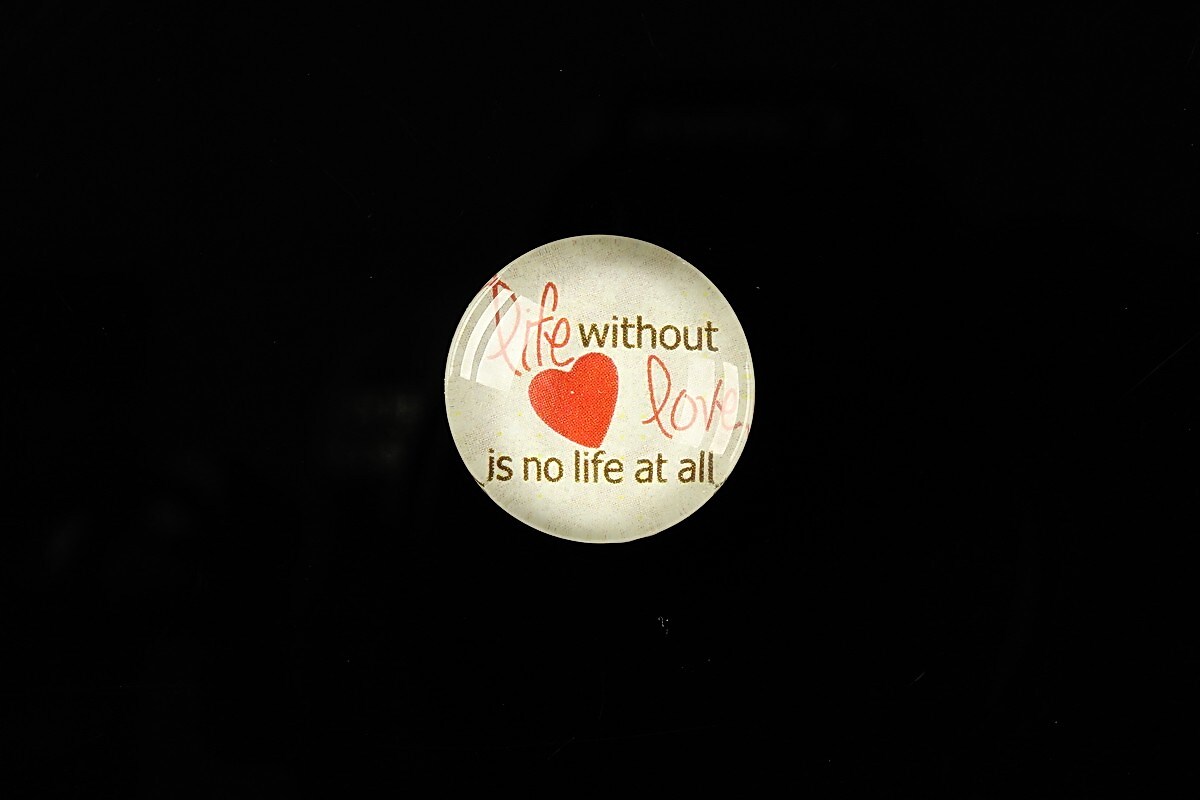 life without
love.
is no life at all